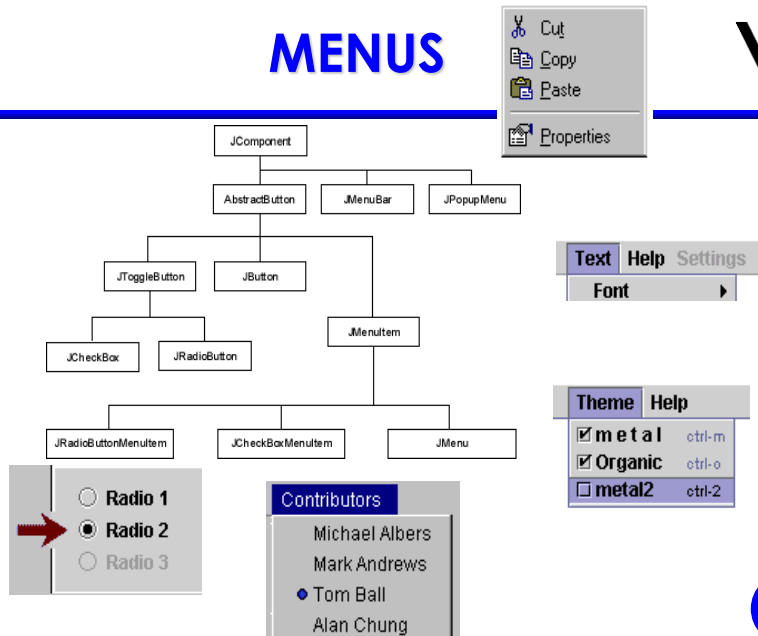 MENUS
Cut
Copy
Paste
Properties
JComponent
AbstractButton JMenuBar JPopupMenu
JToggleButton JButton
JMenuItem
JCheckBox JRadioButton
JRadioButtonMenuItem JCheckBoxMenuItem JMenu
Text Help Settings
Font
Theme Help
metal ctrl-m
Organic ctrl-o
metal2 ctrl-2
Radio 1
Radio 2
Radio 3
Contributors
Michael Albers
Mark Andrews
Tom Ball
Alan Chung